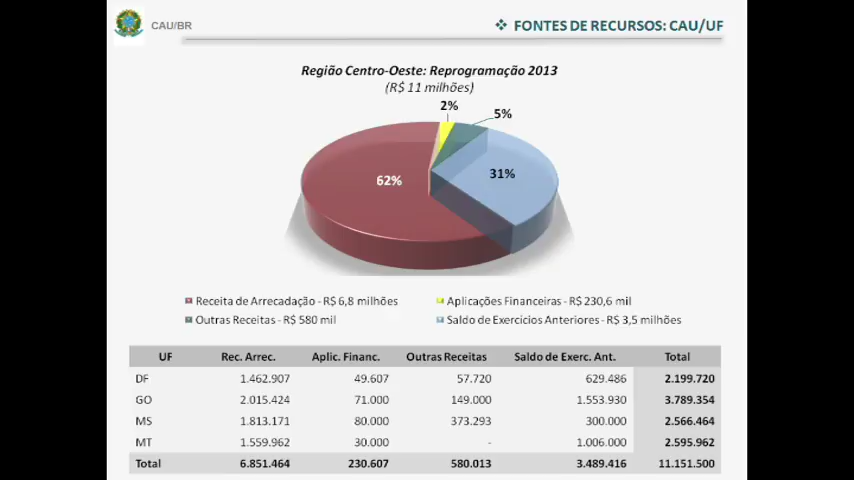 CAU/BR
❖ FONTES DE RECURSOS: CAU/UF
Região Centro-Oeste: Reprogramação 2013
(R$ 11 milhões)
2%
5%
62%
31%
Receita de Arrecadação - R$ 6,8 milhões
Aplicações Financeiras - R$ 230,6 mil
Outras Receitas - R$ 580 mil
Saldo de Exercícios Anteriores - R$ 3,5 milhões
UF Rec. Arrec. Aplic. Financ. Outras Receitas Saldo de Exerc. Ant. Total
DF 1.462.907 49.607 57.720 629.486 2.199.720
GO 2.015.424 71.000 149.000 1.553.930 3.789.354
MS 1.813.171 80.000 373.293 300.000 2.566.464
MT 1.559.962 30.000 - 1.006.000 2.595.962
Total 6.851.464 230.607 580.013 3.489.416 11.151.500